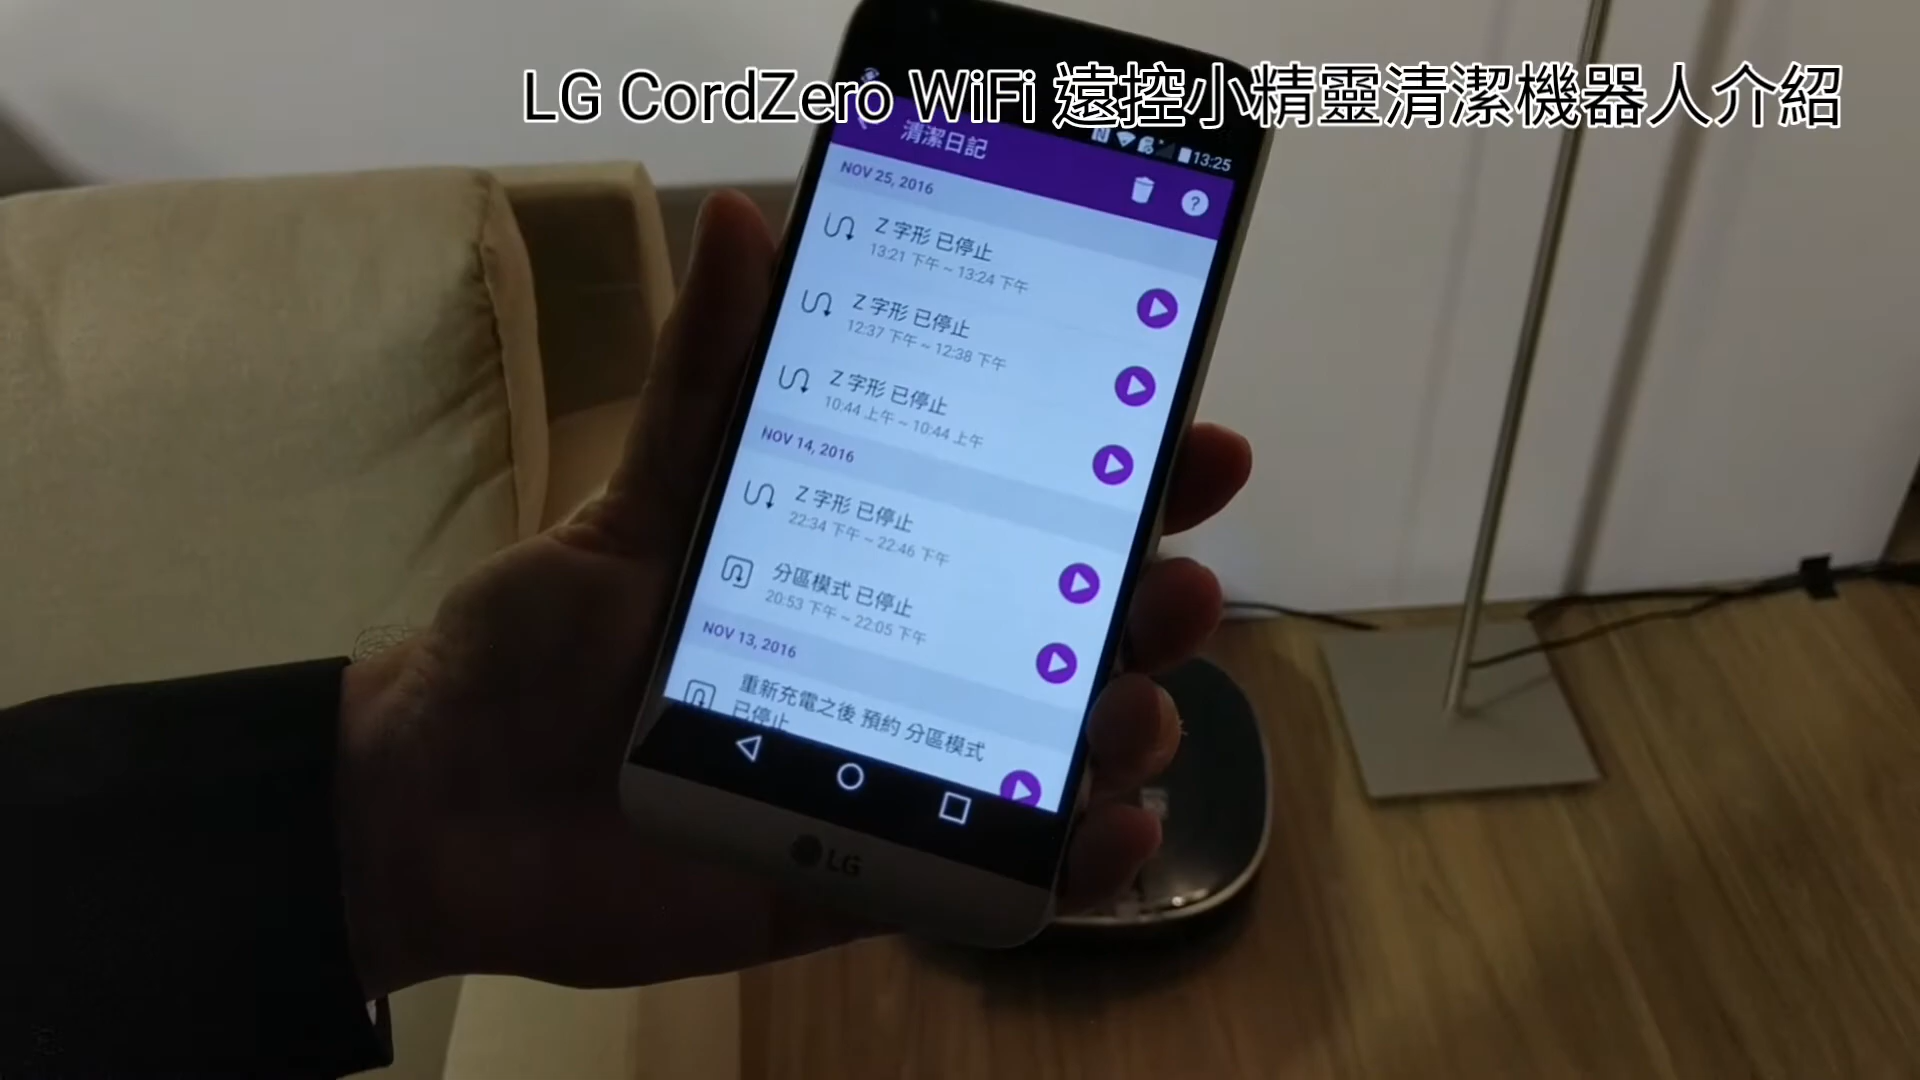 LG CordZero WiFi 遠控小精靈清潔機器人介紹
13:25
清潔日記
?
NOV 25, 2016
Z 字形 已停止
13:21 下午 ~ 13:24 下午
Z 字形 已停止
12:37 下午 ~ 12:38 下午
Z 字形 已停止
10:44 上午 ~ 10:44 上午
NOV 14, 2016
Z 字形 已停止
22:34 下午 ~ 22:46 下午
分區模式 已停止
20:53 下午 ~ 22:05 下午
NOV 13, 2016
重新充電之後 預約 分區模式
已停止
LG